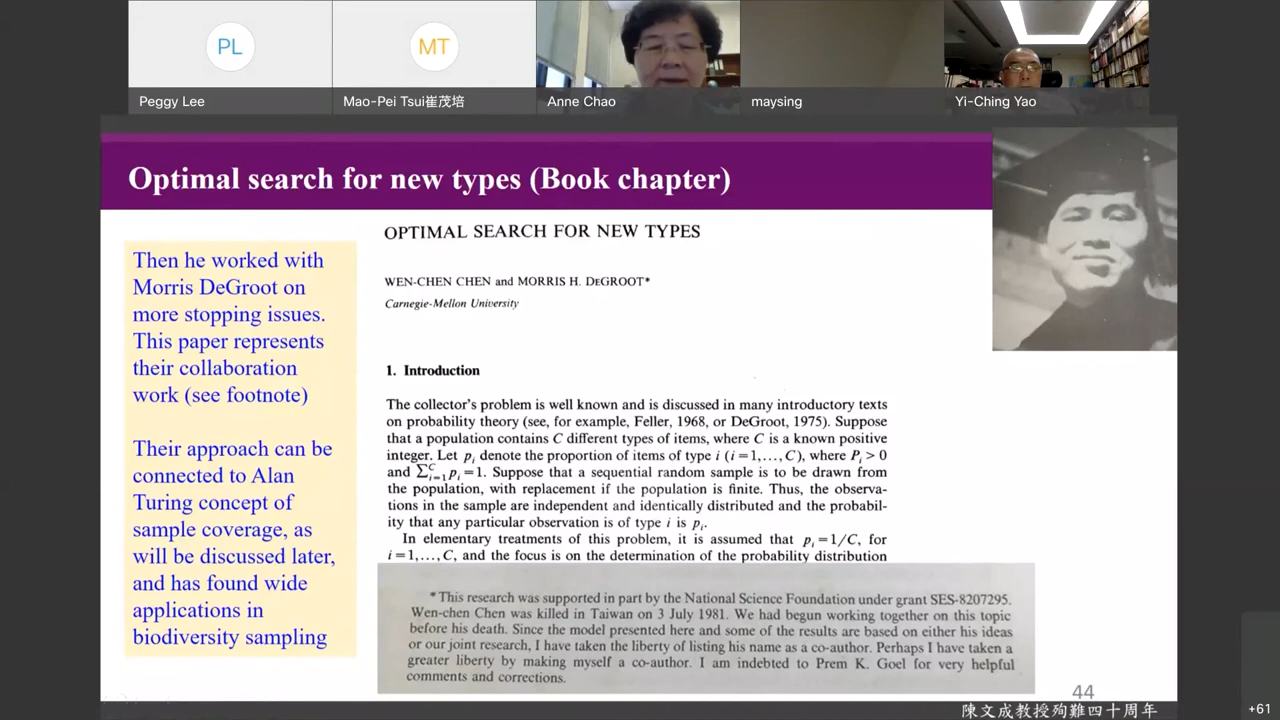 PL
MT
Peggy Lee
Mao-Pei Tsui崔茂培
Anne Chao
maysing
Yi-Ching Yao
Optimal search for new types (Book chapter)
Then he worked with
Morris DeGroot on
more stopping issues.
This paper represents
their collaboration
work (see footnote)
Their approach can be
connected to Alan
Turing concept of
sample coverage, as
will be discussed later,
and has found wide
applications in
biodiversity sampling
OPTIMAL SEARCH FOR NEW TYPES
WEN-CHEN CHEN and MORRIS H. DEGROOT*
Carnegie-Mellon University
1. Introduction
The collector's problem is well known and is discussed in many introductory texts
on probability theory (see, for example, Feller, 1968, or DeGroot, 1975). Suppose
that a population contains C different types of items, where C is a known positive
integer. Let pᵢ denote the proportion of items of type i (i=1,...,C), where Pᵢ>0
and ∑ᵢ₌₁ᶜpᵢ=1. Suppose that a sequential random sample is to be drawn from
the population, with replacement if the population is finite. Thus, the observa-
tions in the sample are independent and identically distributed and the probabil-
ity that any particular observation is of type i is pᵢ.
In elementary treatments of this problem, it is assumed that pᵢ=1/C, for
i=1,...,C, and the focus is on the determination of the probability distribution
*This research was supported in part by the National Science Foundation under grant SES-8207295.
Wen-chen Chen was killed in Taiwan on 3 July 1981. We had begun working together on this topic
before his death. Since the model presented here and some of the results are based on either his ideas
or our joint research, I have taken the liberty of listing his name as a co-author. Perhaps I have taken a
greater liberty by making myself a co-author. I am indebted to Prem K. Goel for very helpful
comments and corrections.
44
陳文成教授殉難四十周年
+61